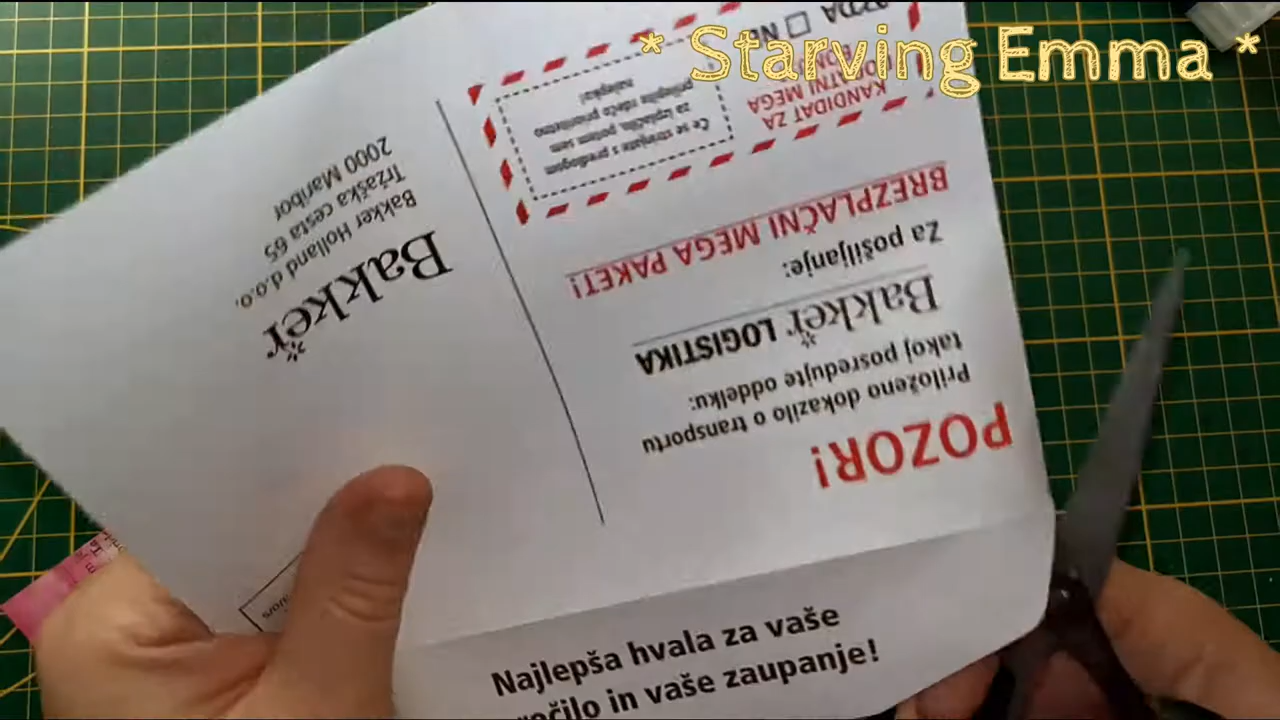 * Starving Emma *
POZOR!
Priloženo dokazilo o transportu
takoj posredujte oddelku:
Bakker LOGISTIKA
Za pošiljanje:
BREZPLAČNI MEGA PAKET!
KANDIDAT ZA
MEGA
Če se strinjate s predlogom
za izplačilo, potem sem
prilepite rdečo prioritetno
nalepko!
Bakker
Bakker Holland d.o.o.
Tržaška cesta 65
2000 Maribor
Najlepša hvala za vaše
in vaše zaupanje!